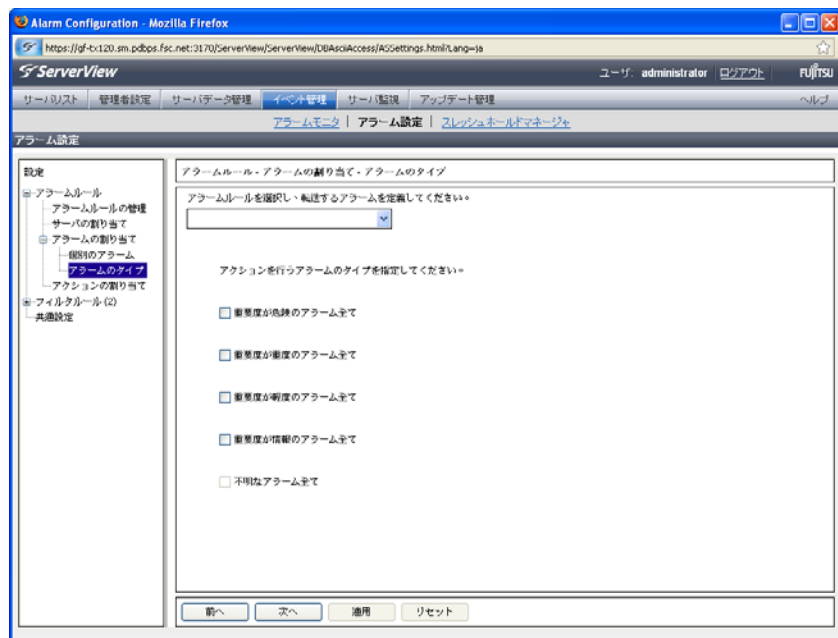 Alarm Configuration - Mozilla Firefox
https://gf-tx120.sm.pdbps.fsc.net:3170/ServerView/ServerView/DBAsciiAccess/ASSettings.html?Lang=ja
ServerView
ユーザ: administrator ログアウト FUJITSU
サーバリスト 管理者設定 サーバデータ管理 イベント管理 サーバ監視 アップデート管理 ヘルプ
アラームモニタ | アラーム設定 | スレッシュホールドマネージャ
アラーム設定
設定
アラームルール
アラームルールの管理
サーバの割り当て
アラームの割り当て
個別のアラーム
アラームのタイプ
アクションの割り当て
フィルタルール (2)
共通設定
アラームルール - アラームの割り当て - アラームのタイプ
アラームルールを選択し、転送するアラームを定義してください。
アクションを行うアラームのタイプを指定してください。
重要度が危険のアラーム全て
重要度が重度のアラーム全て
重要度が軽度のアラーム全て
重要度が情報のアラーム全て
不明なアラーム全て
前へ 次へ 適用 リセット